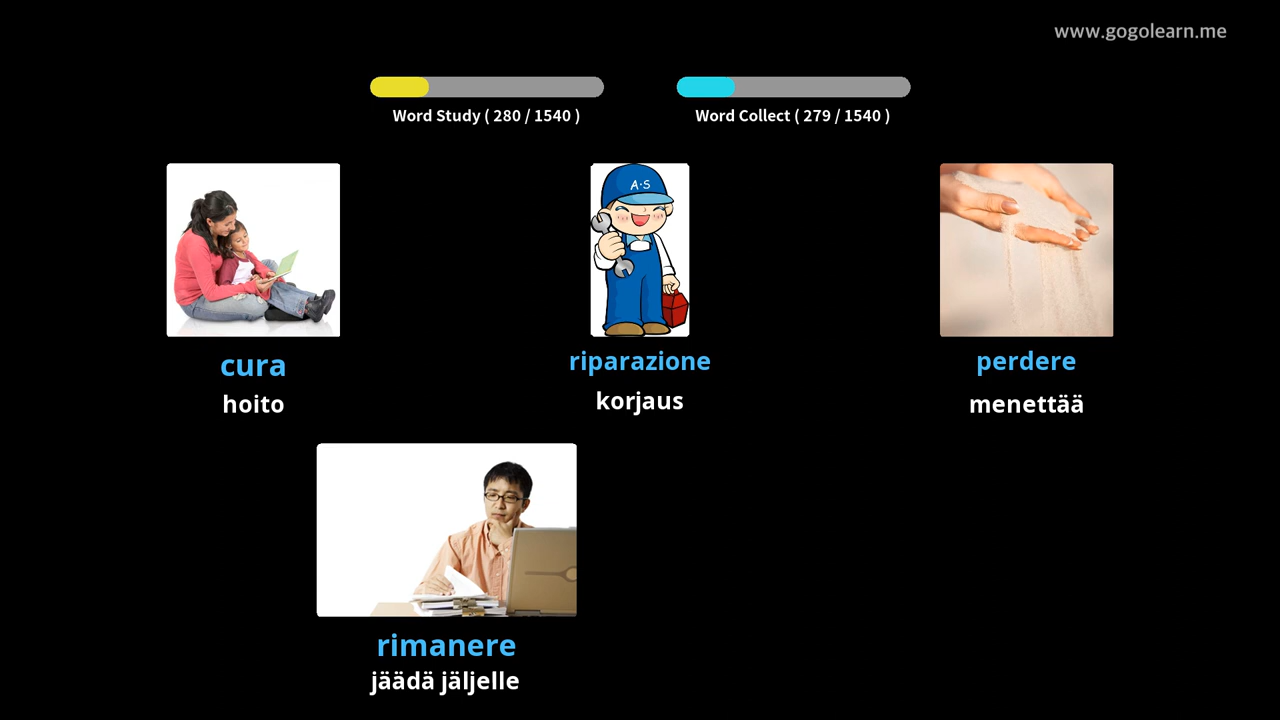 www.gogolearn.me
Word Study ( 280 / 1540 )
Word Collect ( 279 / 1540 )
A·S
cura
hoito
riparazione
korjaus
perdere
menettää
rimanere
jäädä jäljelle